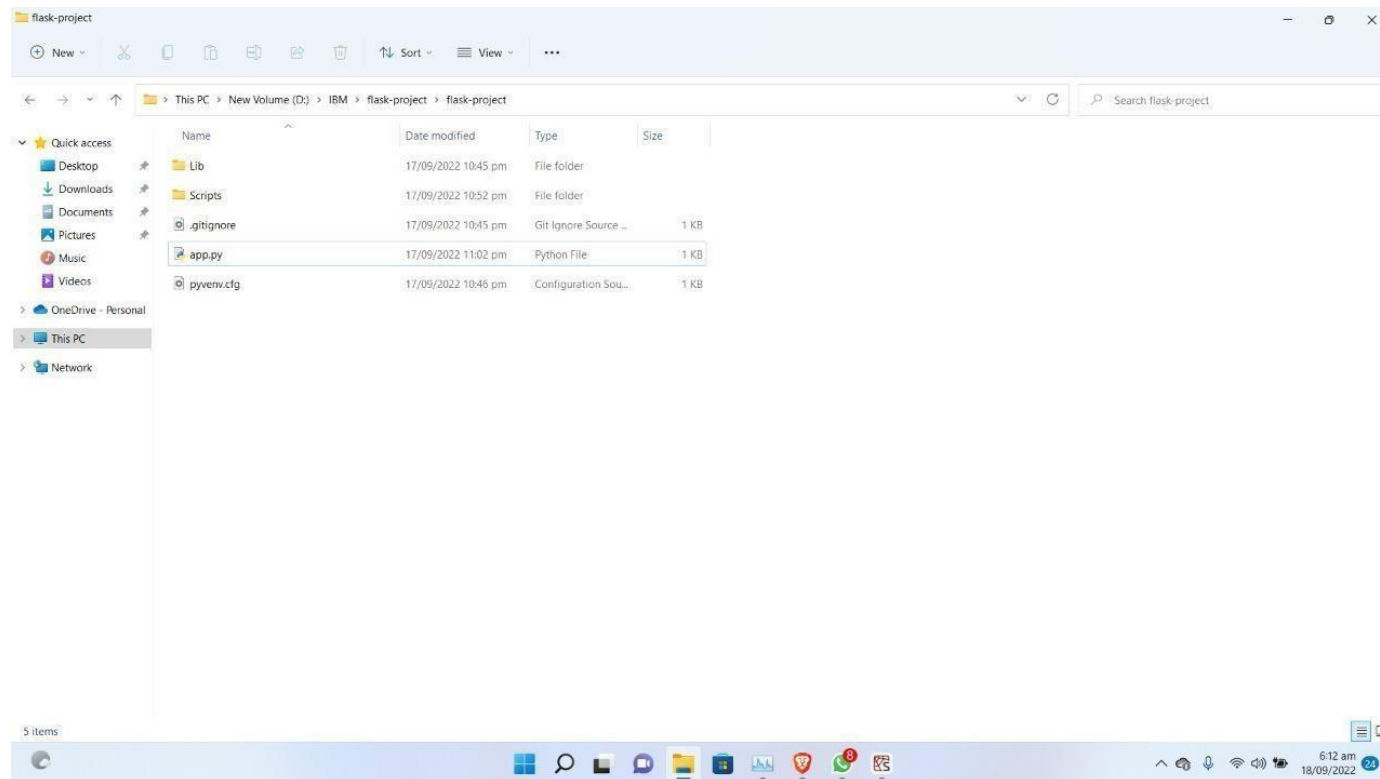 flask-project
New Sort View
This PC > New Volume (D:) > IBM > flask-project > flask-project
Search flask-project
Name Date modified Type Size
Quick access
Desktop
Downloads
Documents
Pictures
Music
Videos
OneDrive - Personal
This PC
Network
Lib 17/09/2022 10:45 pm File folder
Scripts 17/09/2022 10:52 pm File folder
.gitignore 17/09/2022 10:45 pm Git Ignore Source ... 1 KB
app.py 17/09/2022 11:02 pm Python File 1 KB
pyvenv.cfg 17/09/2022 10:46 pm Configuration Sou... 1 KB
5 items
8
6:12 am
18/09/2022
24